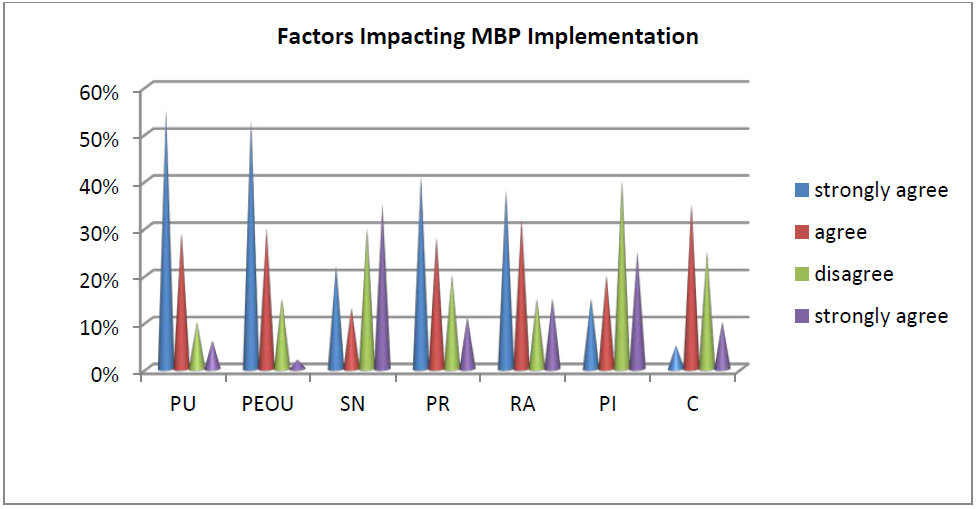 Factors Impacting MBP Implementation
60%
50%
40%
30%
20%
10%
0%
PU PEOU SN PR RA PI C
strongly agree
agree
disagree
strongly agree